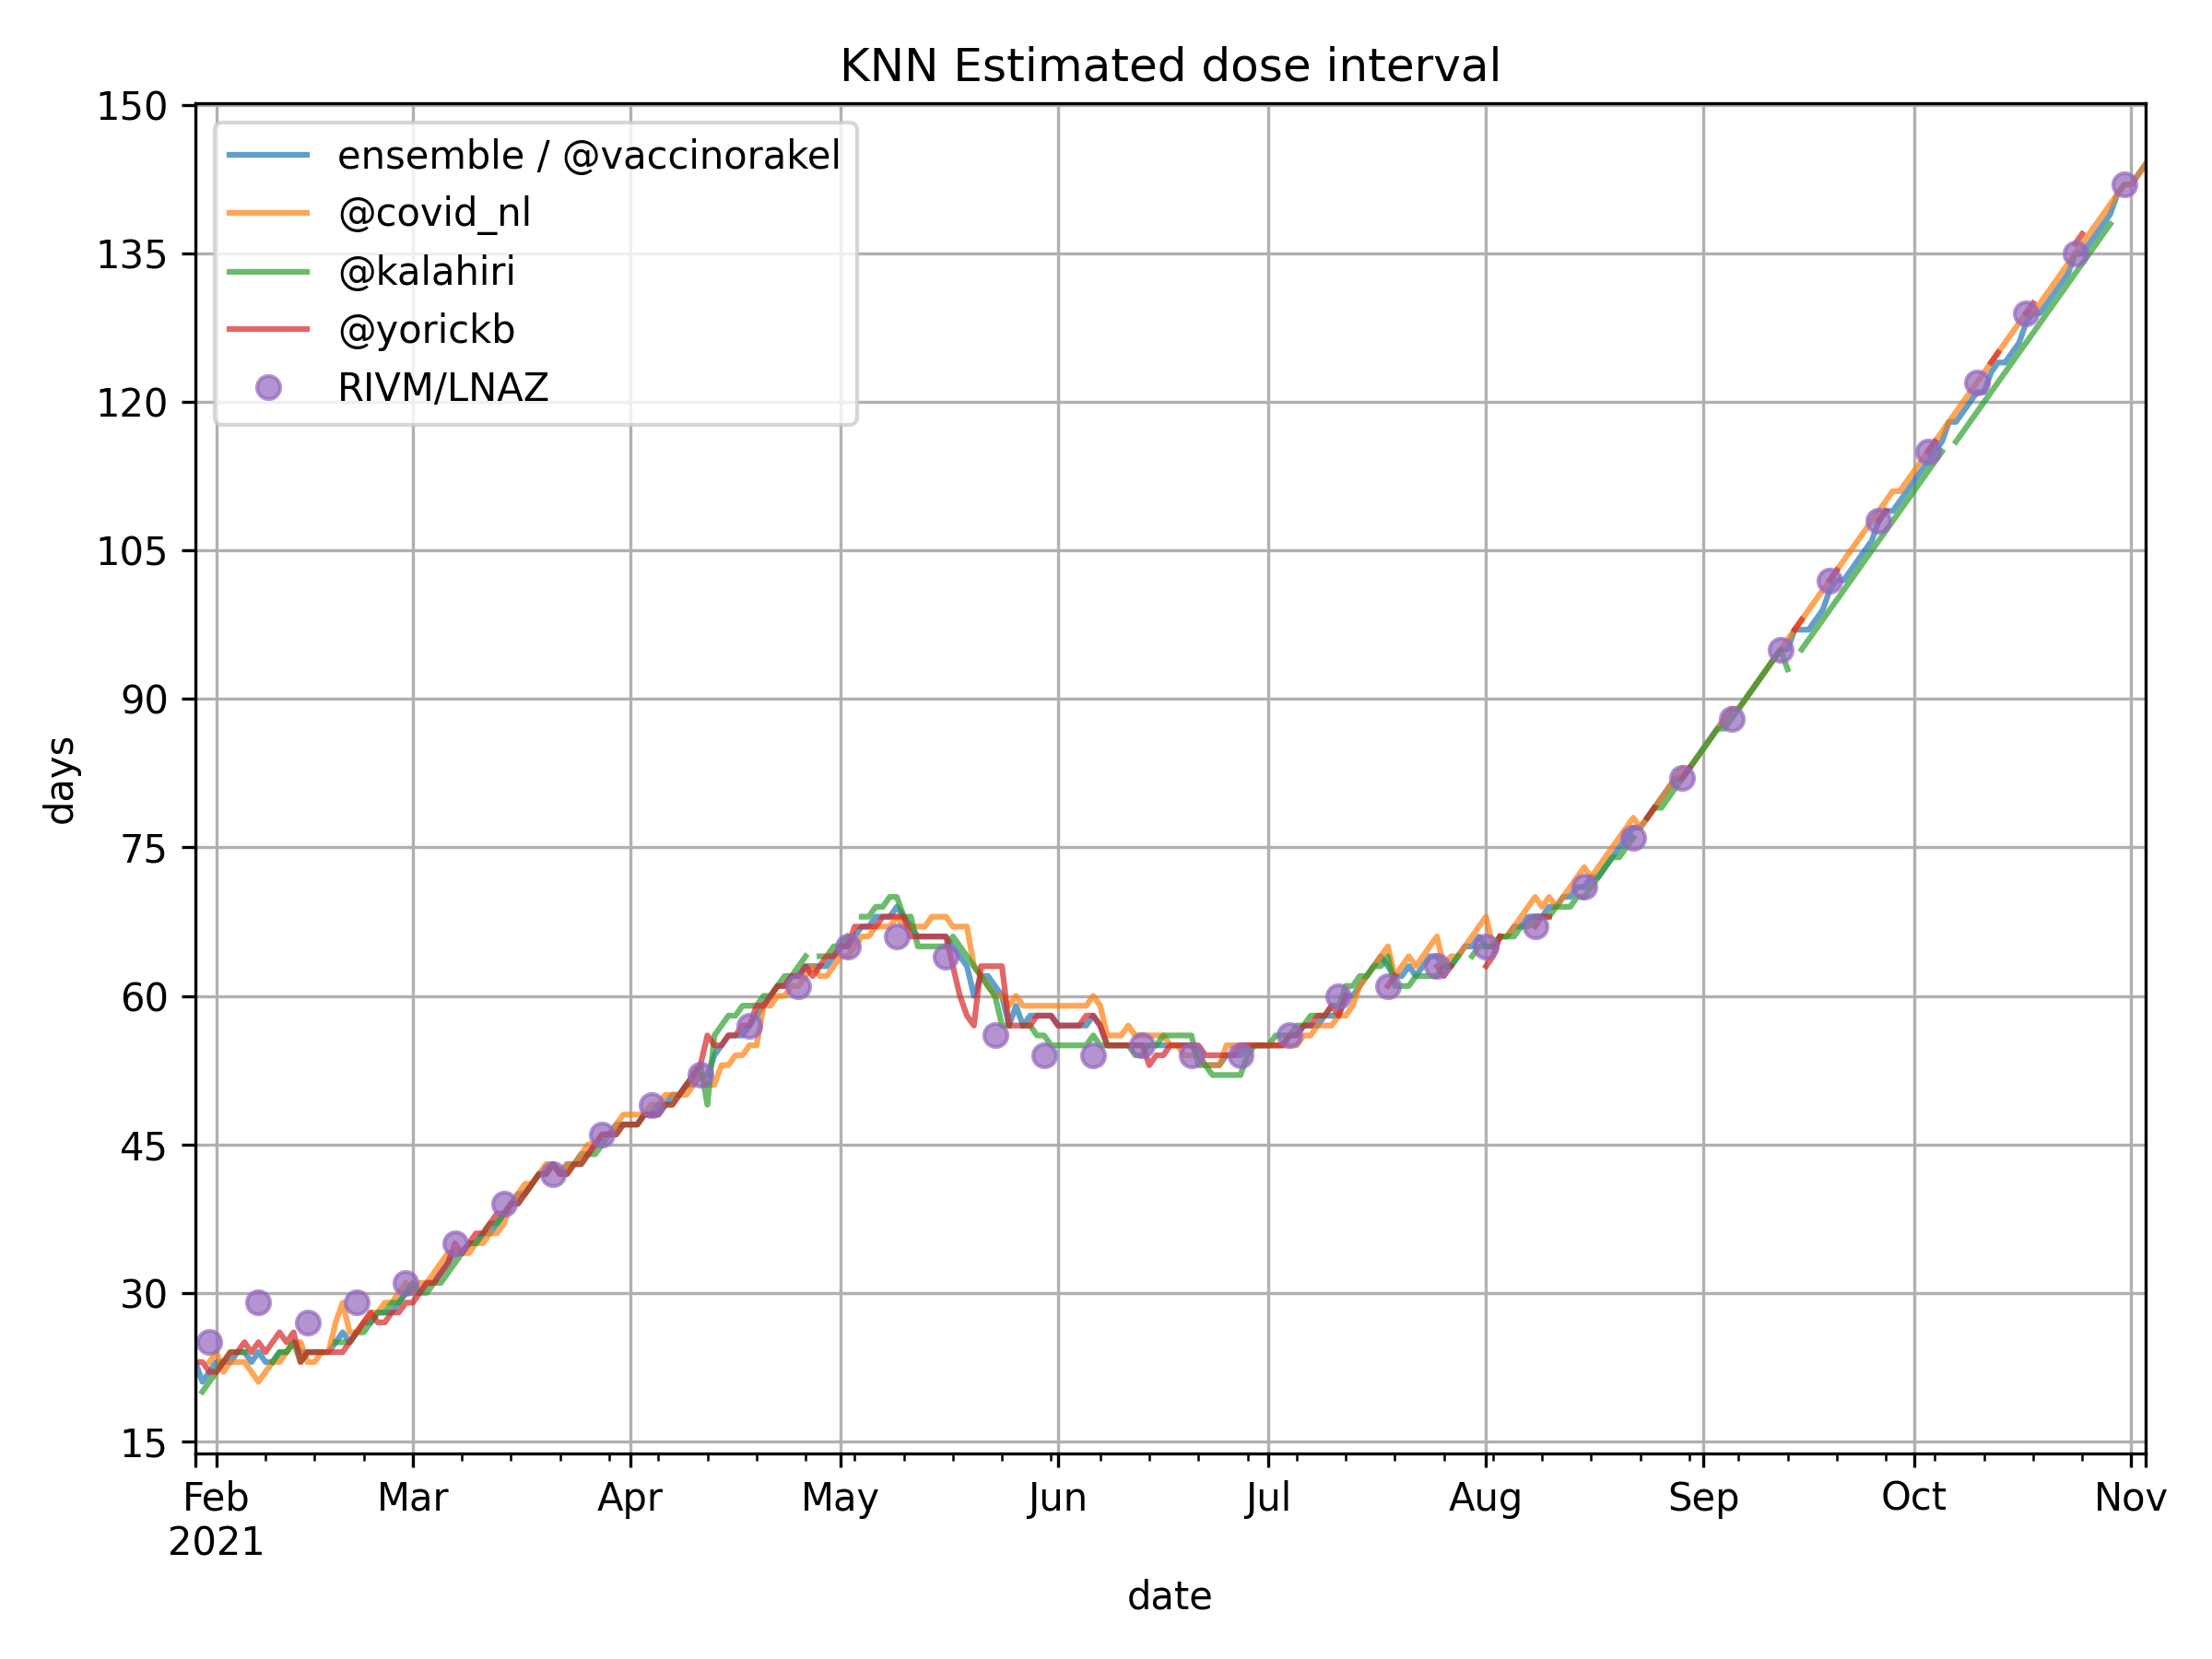 KNN Estimated dose interval
150
135
120
105
90
75
60
45
30
15
days
ensemble / @vaccinorakel
@covid_nl
@kalahiri
@yorickb
RIVM/LNAZ
Feb Mar Apr May Jun Jul Aug Sep Oct Nov
2021
date